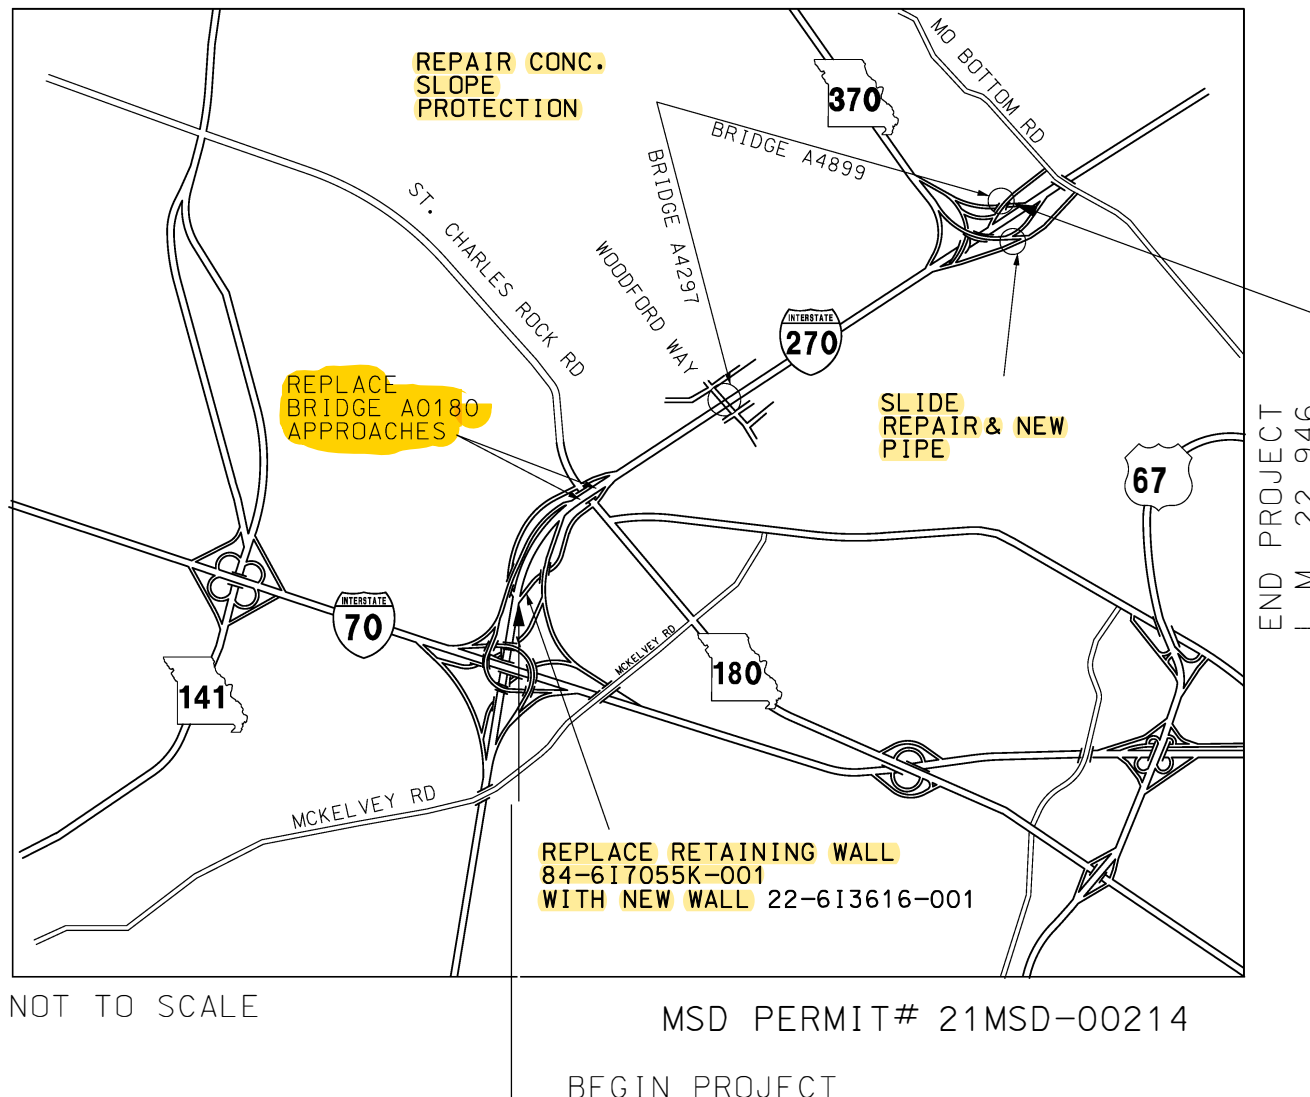 REPAIR CONC.
SLOPE
PROTECTION
370
MO BOTTOM RD
BRIDGE A4899
BRIDGE A4297
ST. CHARLES ROCK RD
WOODFORD WAY
INTERSTATE
270
REPLACE
BRIDGE A0180
APPROACHES
SLIDE
REPAIR & NEW
PIPE
67
END PROJECT
INTERSTATE
70
141
180
MCKELVEY RD
MCKELVEY RD
REPLACE RETAINING WALL
84-6I7055K-001
WITH NEW WALL 22-6I3616-001
NOT TO SCALE
MSD PERMIT# 21MSD-00214
BEGIN PROJECT